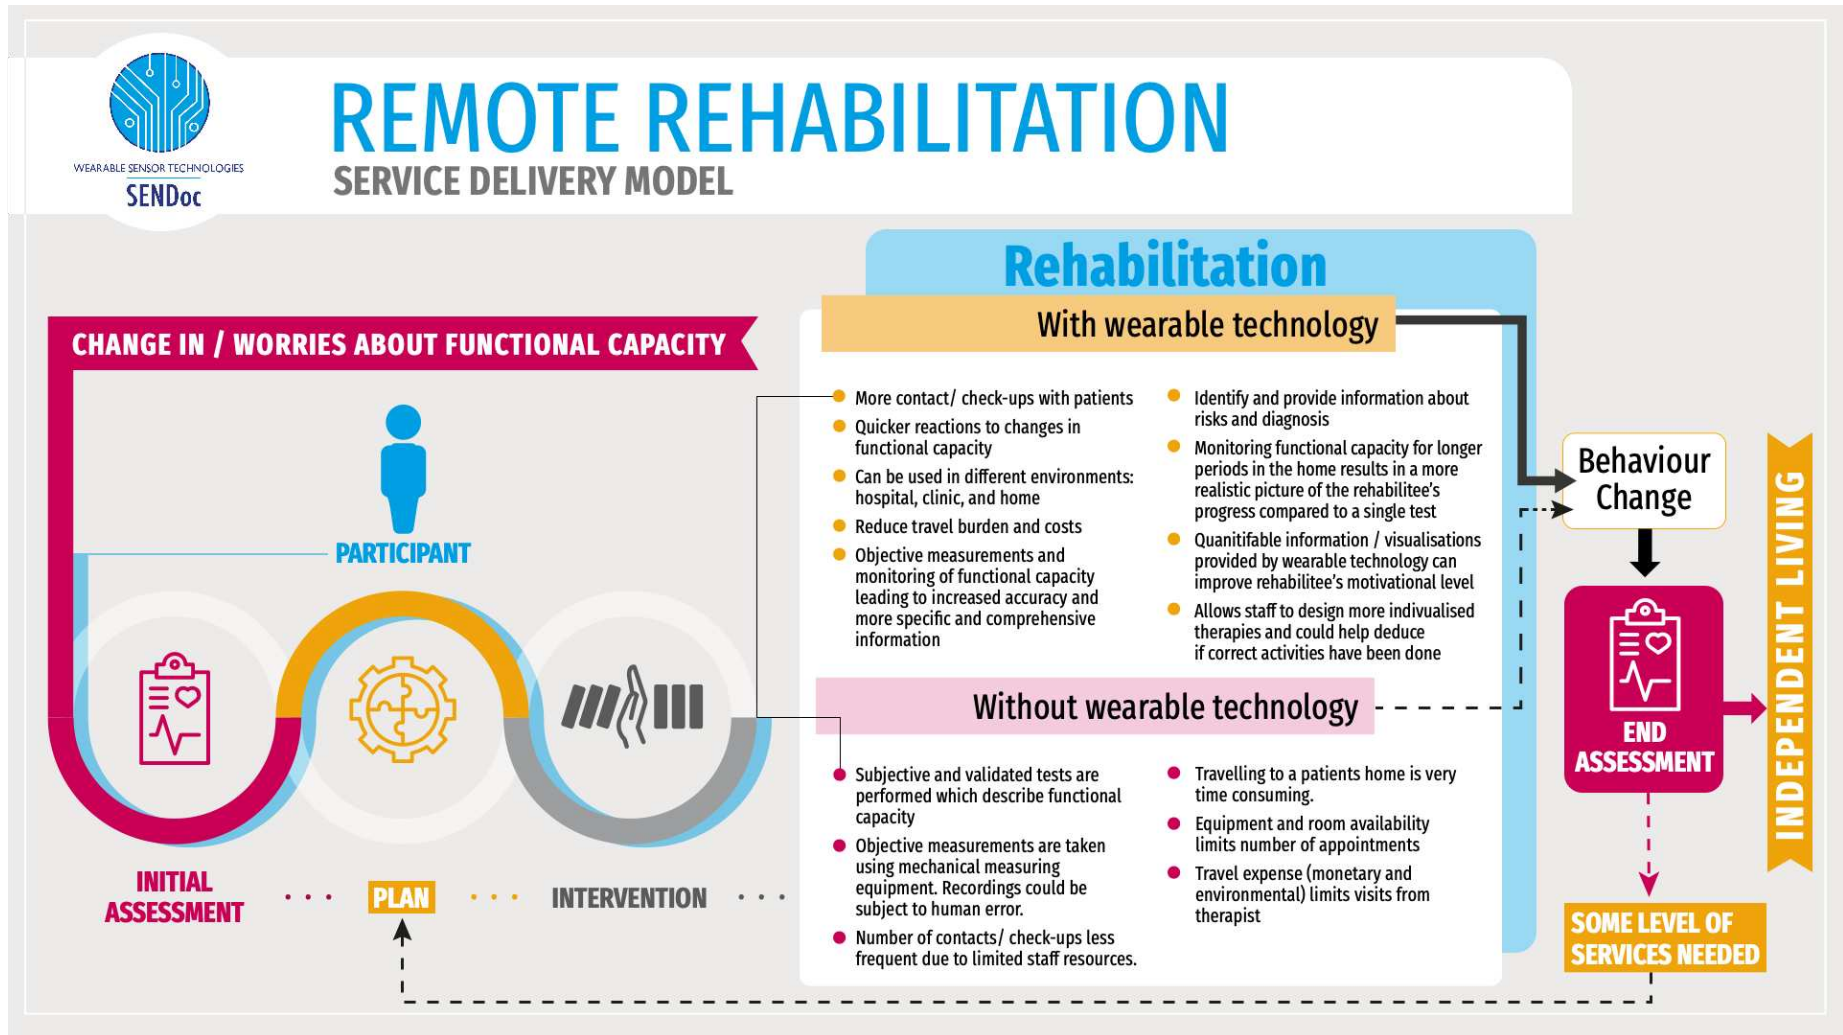 WEARABLE SENSOR TECHNOLOGIES
SENDoc
REMOTE REHABILITATION
SERVICE DELIVERY MODEL
CHANGE IN / WORRIES ABOUT FUNCTIONAL CAPACITY
PARTICIPANT
INITIAL
ASSESSMENT
PLAN
INTERVENTION
Rehabilitation
With wearable technology
More contact/ check-ups with patients
Quicker reactions to changes in
functional capacity
Can be used in different environments:
hospital, clinic, and home
Reduce travel burden and costs
Objective measurements and
monitoring of functional capacity
leading to increased accuracy and
more specific and comprehensive
information
Identify and provide information about
risks and diagnosis
Monitoring functional capacity for longer
periods in the home results in a more
realistic picture of the rehabilitee's
progress compared to a single test
Quanitifable information / visualisations
provided by wearable technology can
improve rehabilitee's motivational level
Allows staff to design more indivualised
therapies and could help deduce
if correct activities have been done
Without wearable technology
Subjective and validated tests are
performed which describe functional
capacity
Objective measurements are taken
using mechanical measuring
equipment. Recordings could be
subject to human error.
Number of contacts/ check-ups less
frequent due to limited staff resources.
Travelling to a patients home is very
time consuming.
Equipment and room availability
limits number of appointments
Travel expense (monetary and
environmental) limits visits from
therapist
Behaviour
Change
END
ASSESSMENT
SOME LEVEL OF
SERVICES NEEDED
INDEPENDENT LIVING